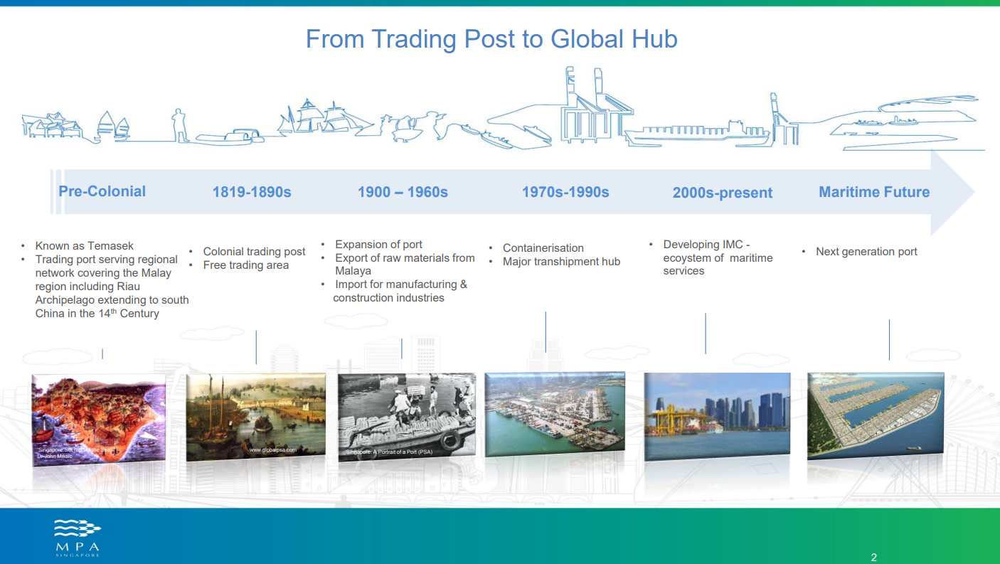 From Trading Post to Global Hub
Pre-Colonial
1819-1890s
1900 – 1960s
1970s-1990s
2000s-present
Maritime Future
• Known as Temasek
• Trading port serving regional
network covering the Malay
region including Riau
Archipelago extending to south
China in the 14th Century
• Colonial trading post
• Free trading area
• Expansion of port
• Export of raw materials from
Malaya
• Import for manufacturing &
construction industries
• Containerisation
• Major transhipment hub
• Developing IMC -
ecoystem of maritime
services
• Next generation port
Singapore Silk road of the Sea
Dr John Miksic
www.globalpsa.com
Singapore: A Portrait of a Port (PSA)
MPA
SINGAPORE
2